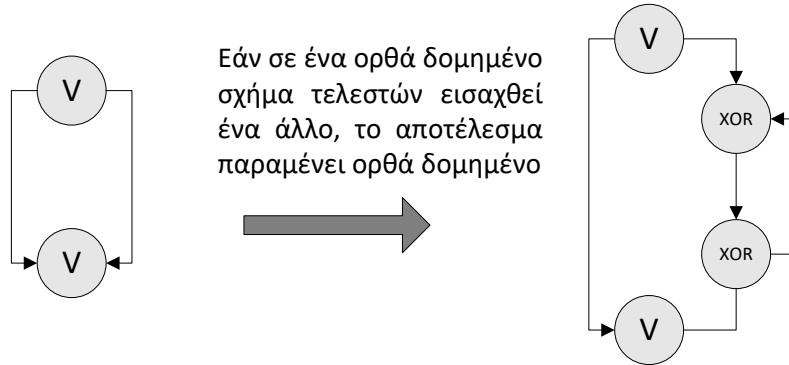 V
V
Εάν σε ένα ορθά δομημένο
σχήμα τελεστών εισαχθεί
ένα άλλο, το αποτέλεσμα
παραμένει ορθά δομημένο
V
XOR
XOR
V